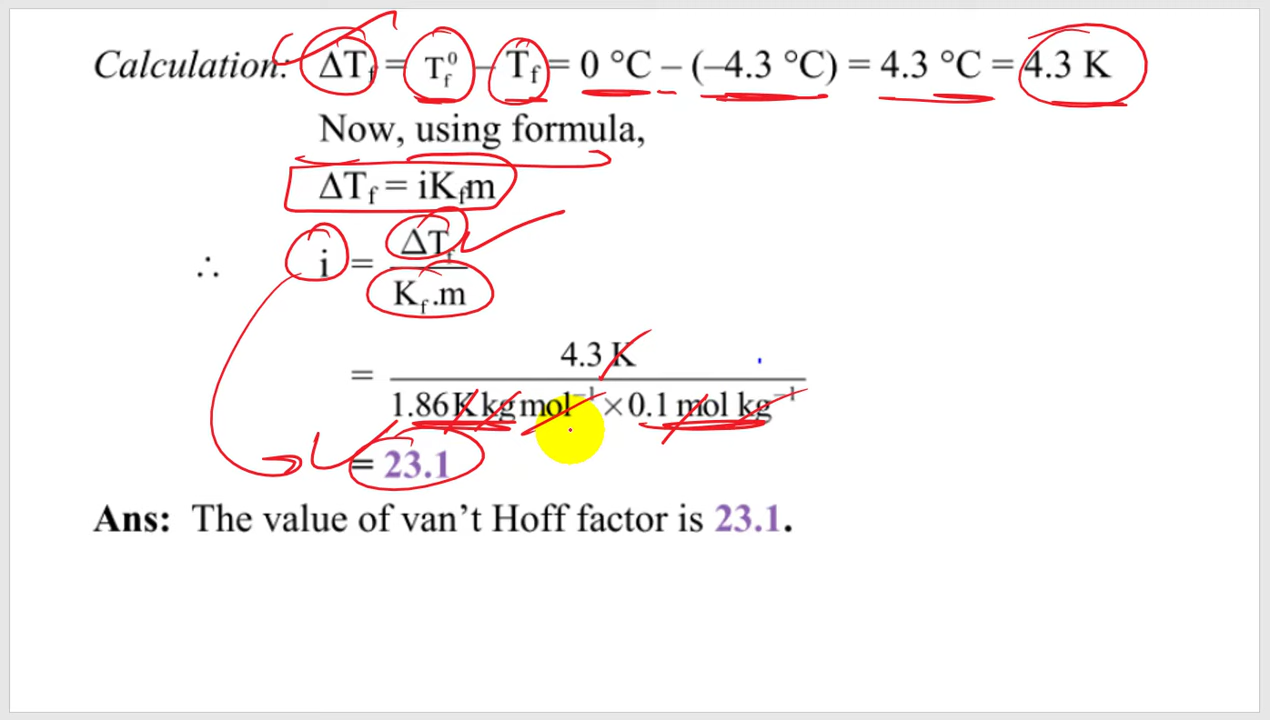 Calculation: ΔTf = Tf⁰ – Tf = 0 °C – (–4.3 °C) = 4.3 °C = 4.3 K
Now, using formula,
ΔTf = iKfm
∴ i = ΔTf
Kf.m
= 4.3 K
1.86 K kg mol⁻¹ × 0.1 mol kg⁻¹
= 23.1
Ans: The value of van’t Hoff factor is 23.1.